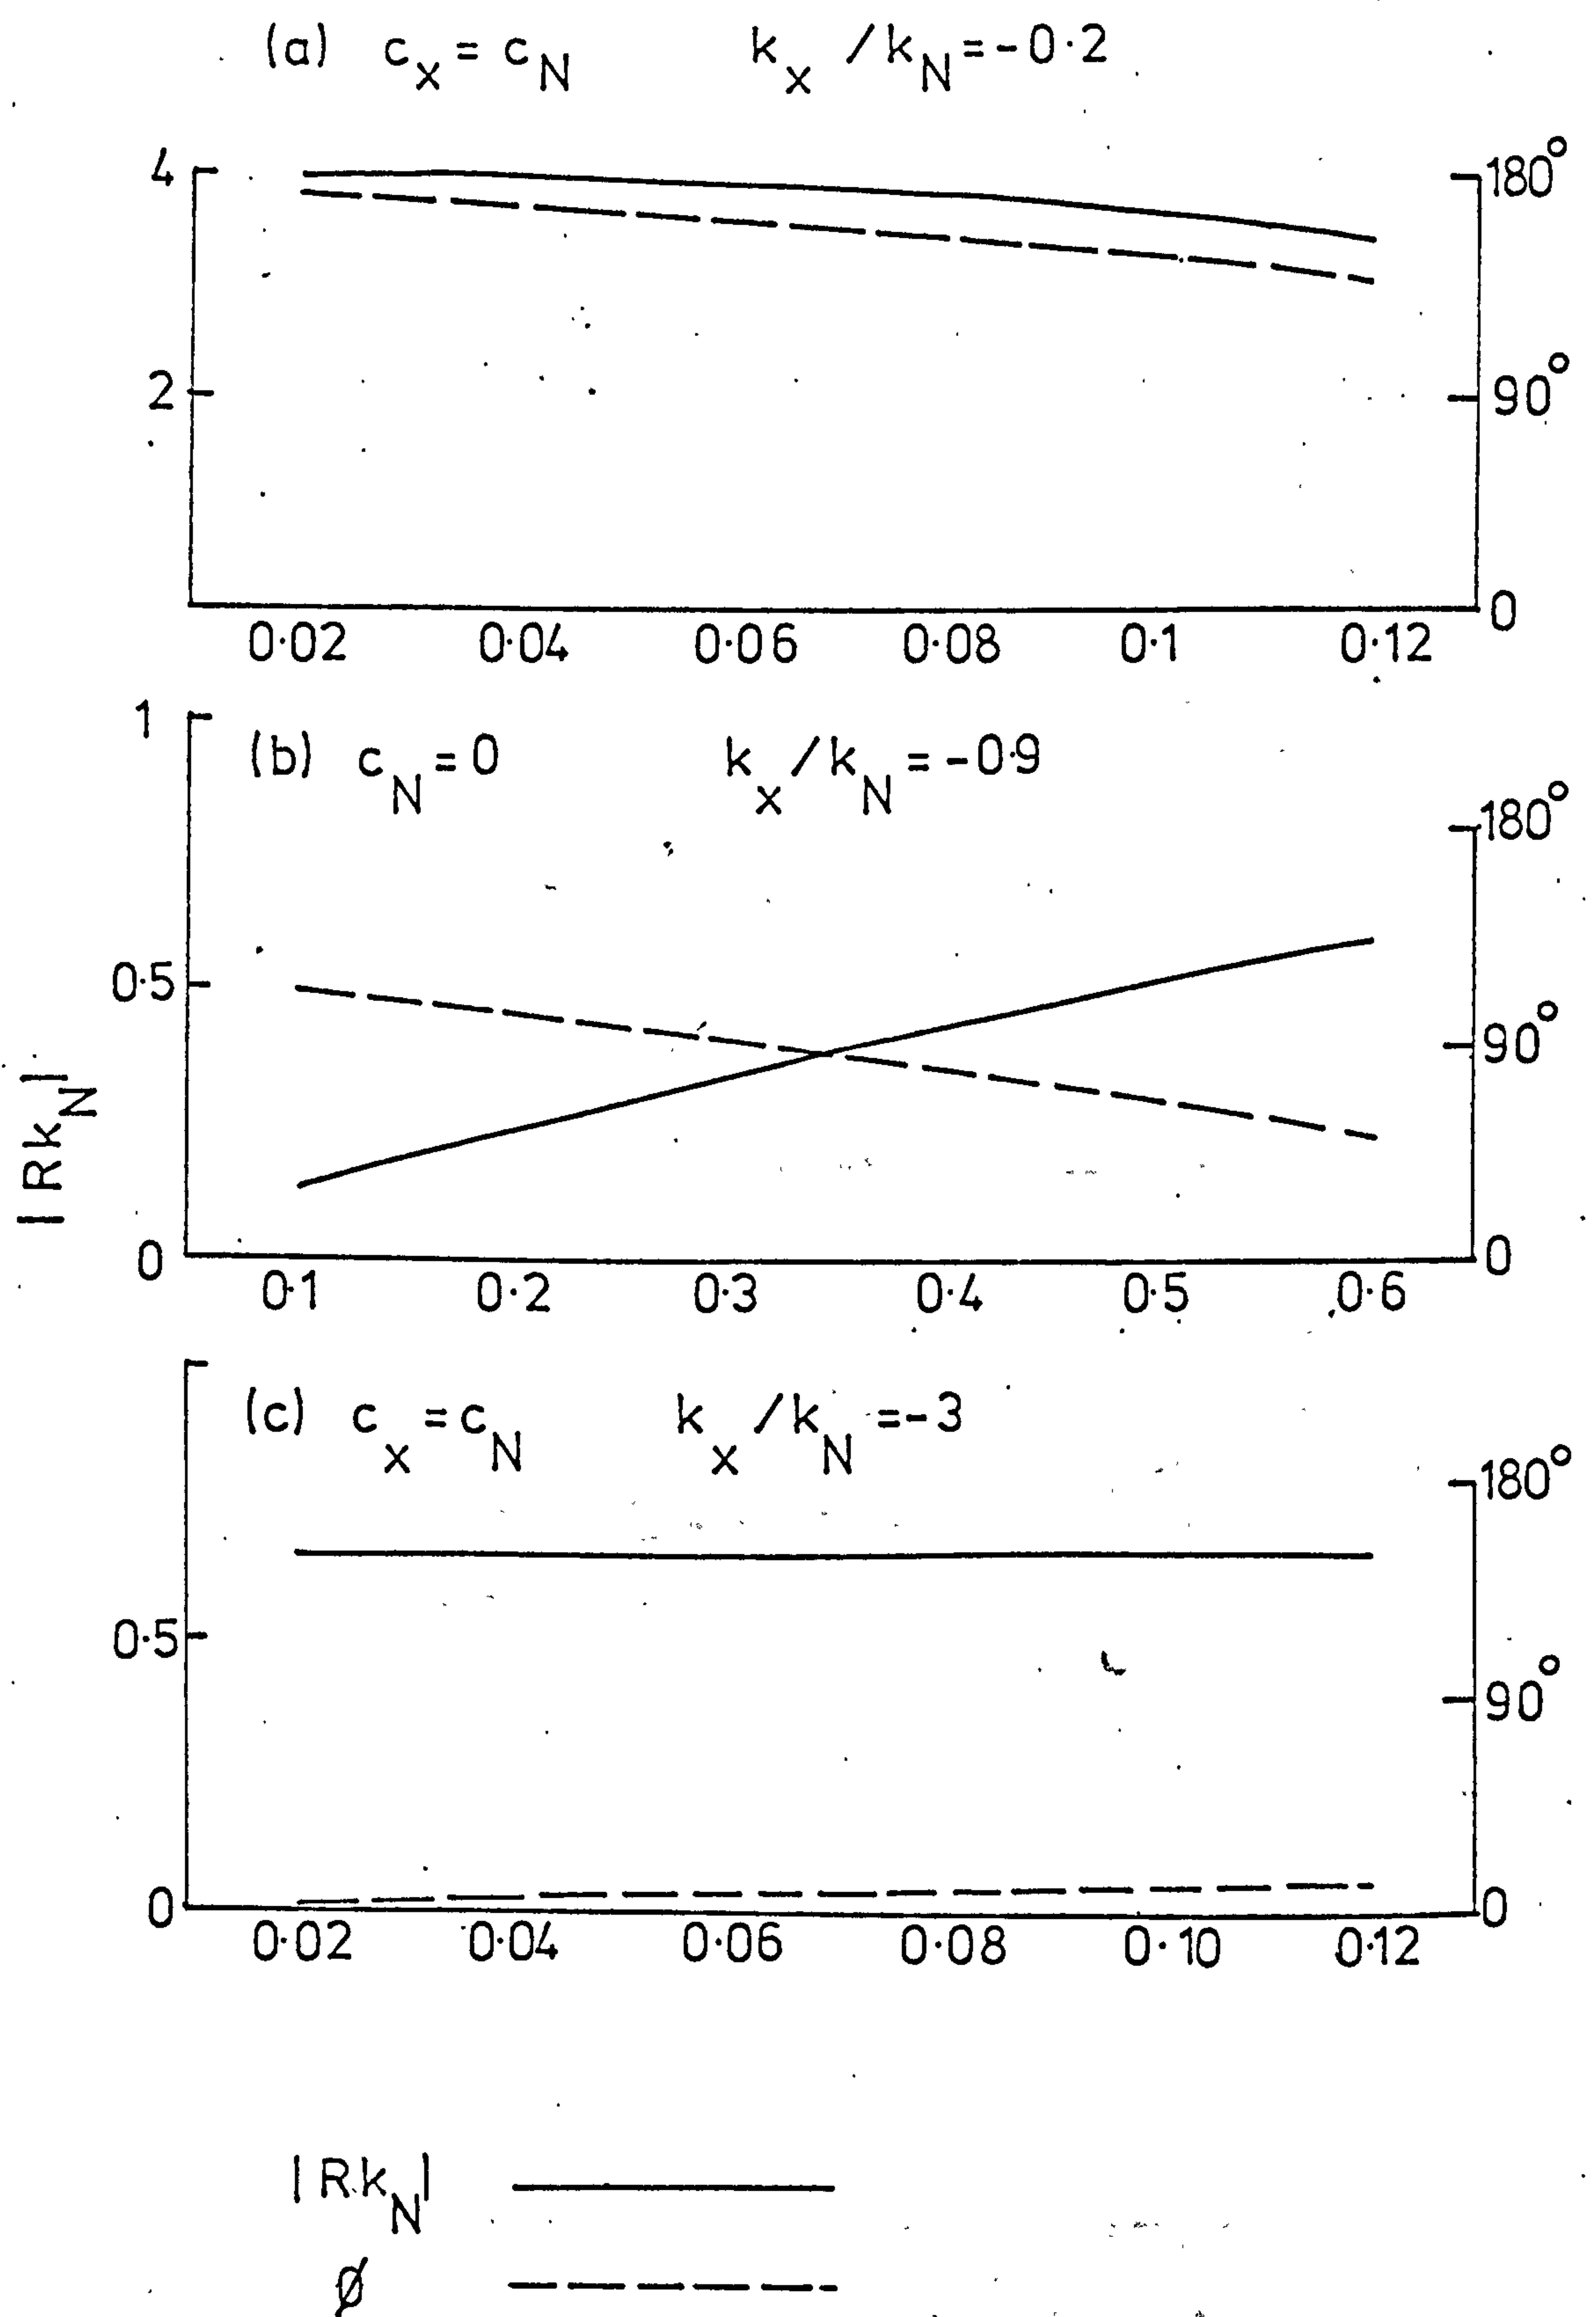 (a) c_x = c_N k_x / k_N = -0·2
4
180°
2
90°
0
0·02 0·04 0·06 0·08 0·1 0·12
1
(b) c_N = 0 k_x / k_N = -0·9
180°
0·5
90°
|Rk_N|
0
0
0·1 0·2 0·3 0·4 0·5 0·6
(c) c_x = c_N k_x / k_N = -3
180°
0·5
90°
0
0
0·02 0·04 0·06 0·08 0·10 0·12
|Rk_N|
ø